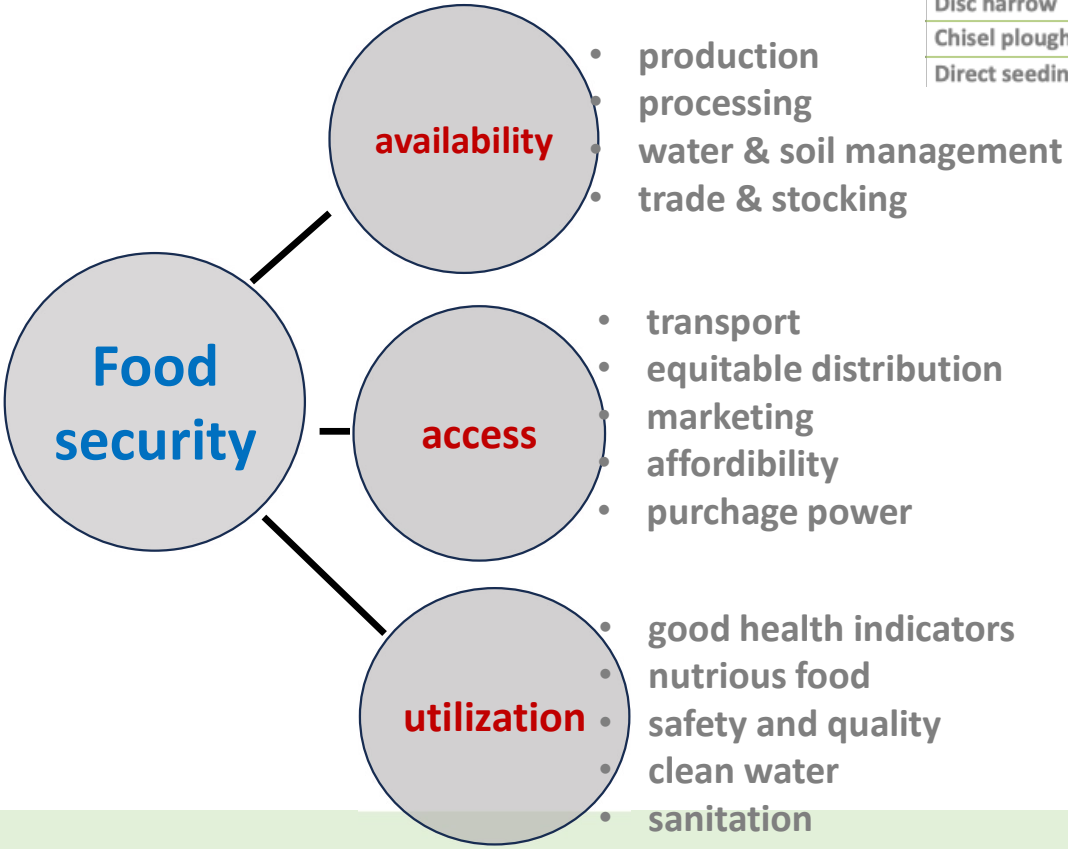 Disc harrow
Chisel plough
Direct seedin
availability
• production
• processing
• water & soil management
• trade & stocking
Food
security
access
• transport
• equitable distribution
• marketing
• affordibility
• purchage power
utilization
• good health indicators
• nutrious food
• safety and quality
• clean water
• sanitation